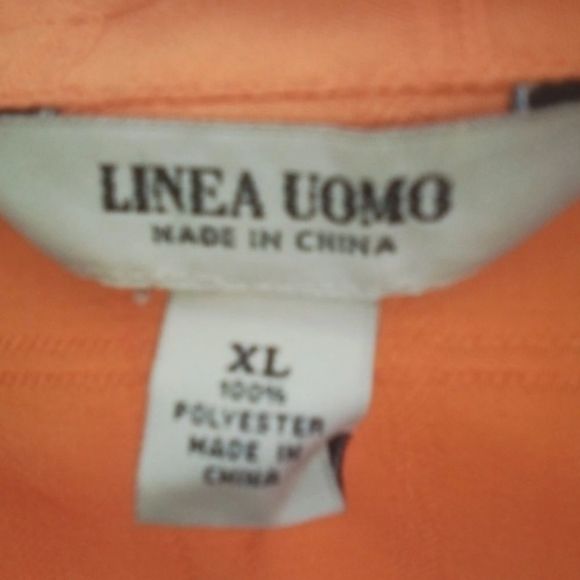 LINEA UOMO
MADE IN CHINA
XL
100%
POLYESTER
MADE IN
CHINA